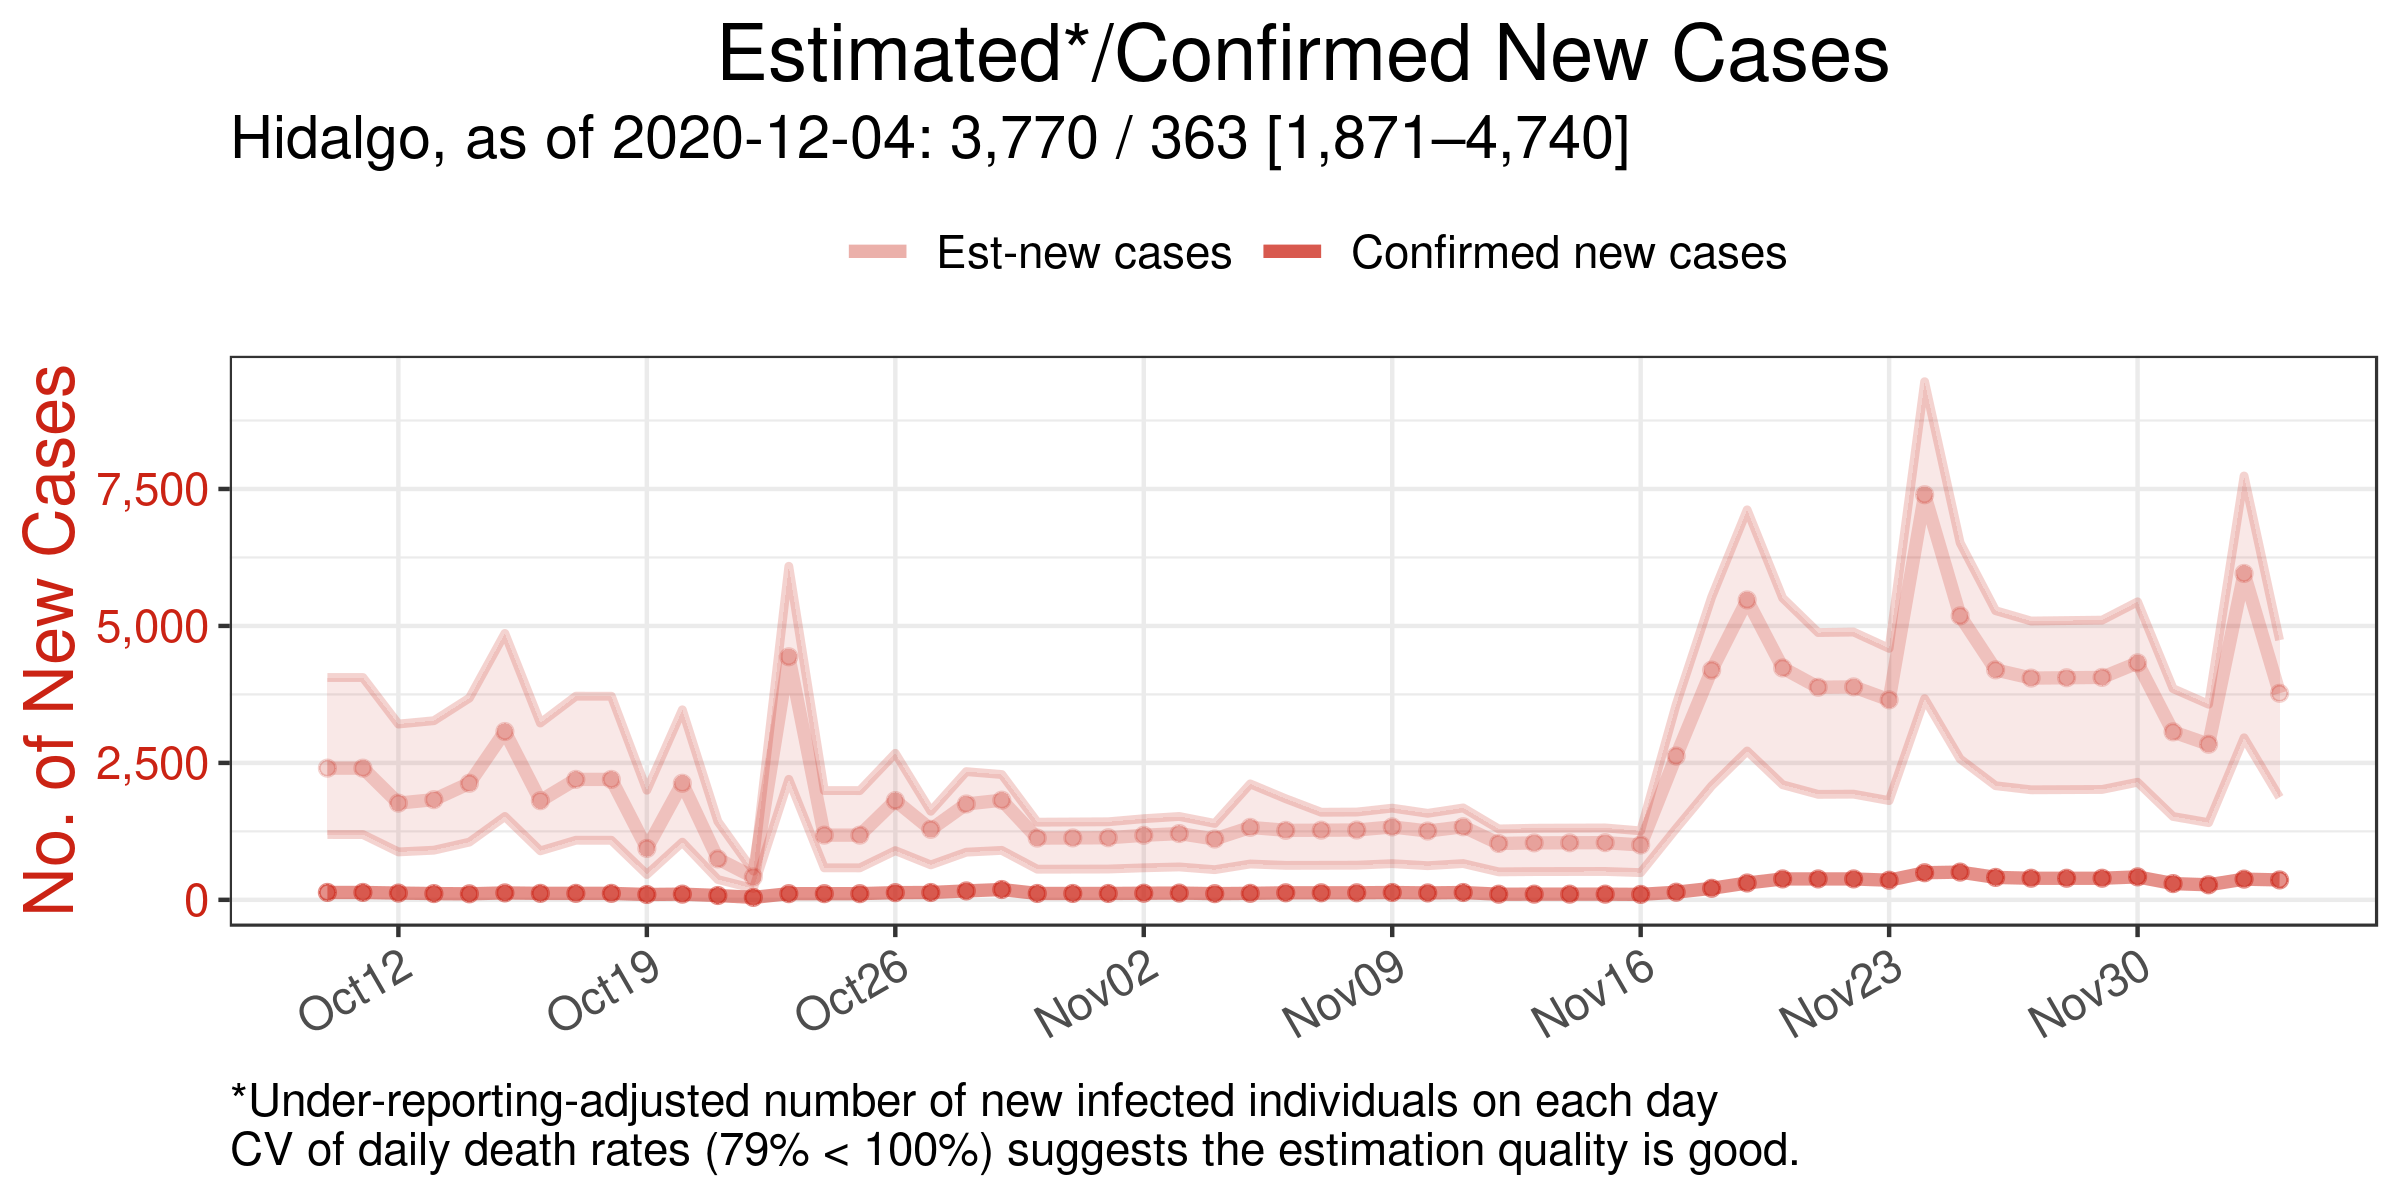 Estimated*/Confirmed New Cases
Hidalgo, as of 2020-12-04: 3,770 / 363 [1,871–4,740]
Est-new cases
Confirmed new cases
No. of New Cases
7,500
5,000
2,500
0
Oct12
Oct19
Oct26
Nov02
Nov09
Nov16
Nov23
Nov30
*Under-reporting-adjusted number of new infected individuals on each day
CV of daily death rates (79% < 100%) suggests the estimation quality is good.